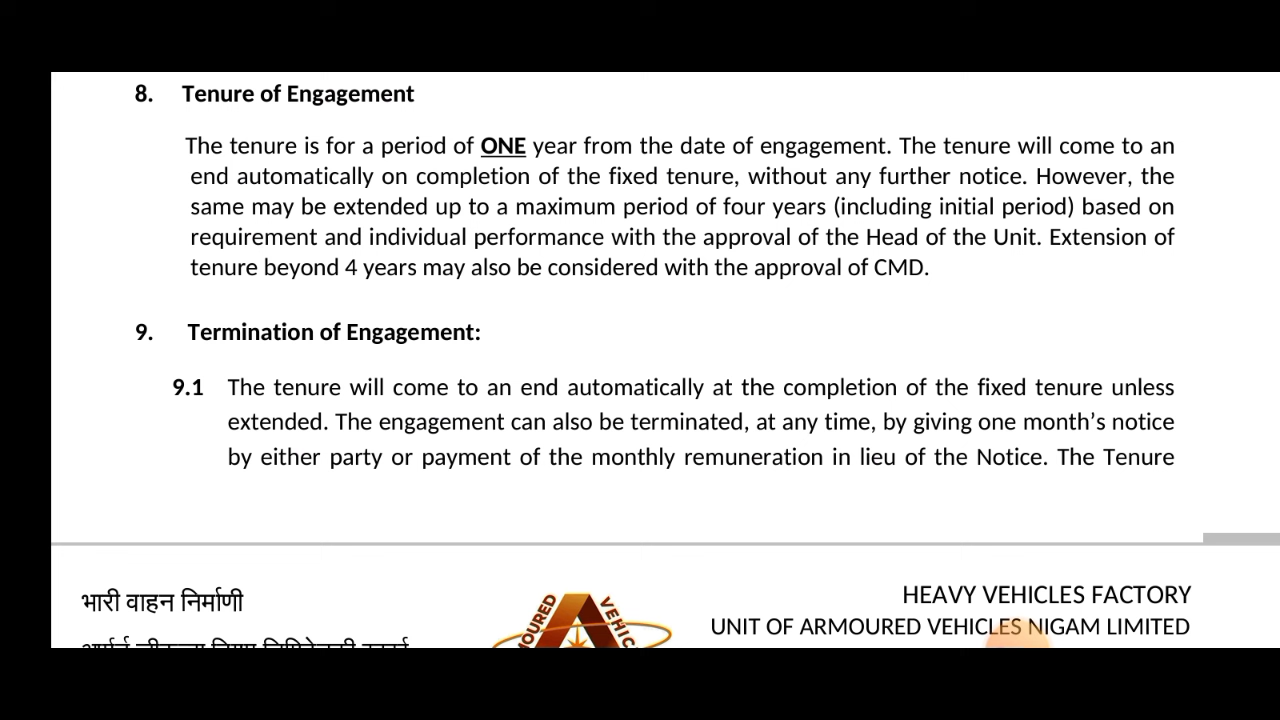 8. Tenure of Engagement
The tenure is for a period of ONE year from the date of engagement. The tenure will come to an
end automatically on completion of the fixed tenure, without any further notice. However, the
same may be extended up to a maximum period of four years (including initial period) based on
requirement and individual performance with the approval of the Head of the Unit. Extension of
tenure beyond 4 years may also be considered with the approval of CMD.
9. Termination of Engagement:
9.1 The tenure will come to an end automatically at the completion of the fixed tenure unless
extended. The engagement can also be terminated, at any time, by giving one month’s notice
by either party or payment of the monthly remuneration in lieu of the Notice. The Tenure
भारी वाहन निर्माणी
HEAVY VEHICLES FACTORY
UNIT OF ARMOURED VEHICLES NIGAM LIMITED